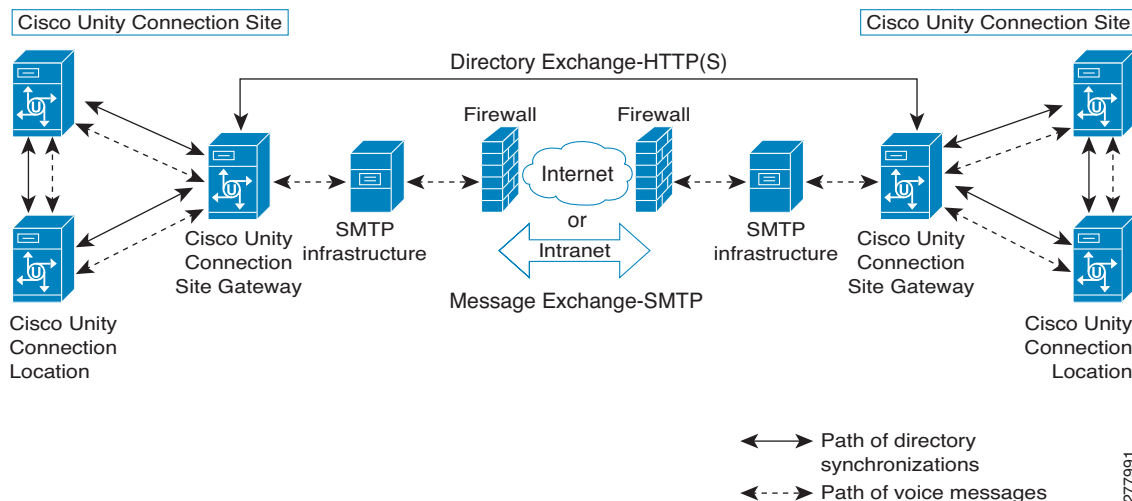 Cisco Unity Connection Site
Cisco Unity Connection Site
Directory Exchange-HTTP(S)
Firewall
Firewall
Internet
or
Intranet
Message Exchange-SMTP
SMTP
infrastructure
SMTP
infrastructure
Cisco Unity
Connection
Site Gateway
Cisco Unity
Connection
Site Gateway
Cisco Unity
Connection
Location
Cisco Unity
Connection
Location
U
U
U
U
U
U
Path of directory
synchronizations
Path of voice messages
277991